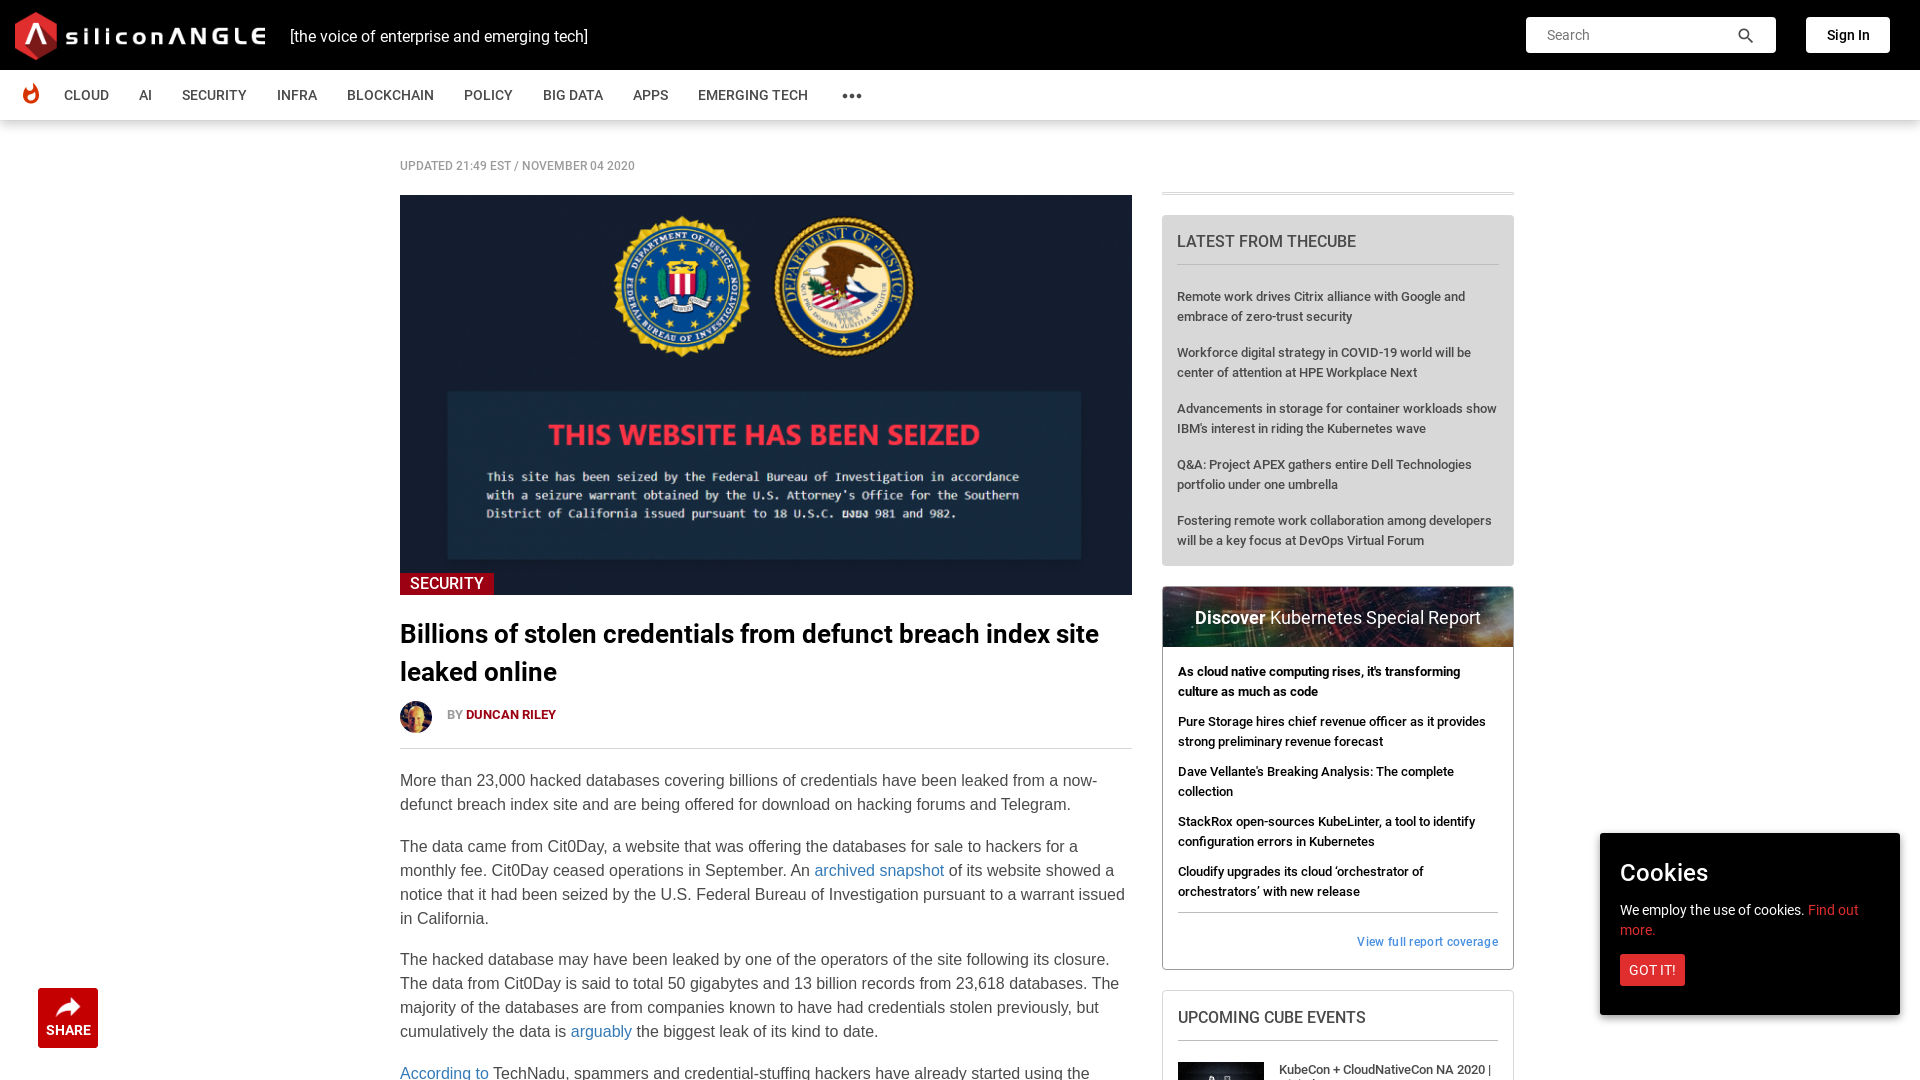 siliconANGLE
[the voice of enterprise and emerging tech]
Search
Sign In
CLOUD
AI
SECURITY
INFRA
BLOCKCHAIN
POLICY
BIG DATA
APPS
EMERGING TECH
UPDATED 21:49 EST / NOVEMBER 04 2020
DEPARTMENT OF JUSTICE
FEDERAL BUREAU OF INVESTIGATION
DEPARTMENT OF JUSTICE
QUI PRO DOMINA JUSTITIA SEQUITUR
THIS WEBSITE HAS BEEN SEIZED
This site has been seized by the Federal Bureau of Investigation in accordance
with a seizure warrant obtained by the U.S. Attorney's Office for the Southern
District of California issued pursuant to 18 U.S.C. 981 and 982.
SECURITY
Billions of stolen credentials from defunct breach index site
leaked online
BY DUNCAN RILEY
More than 23,000 hacked databases covering billions of credentials have been leaked from a now-
defunct breach index site and are being offered for download on hacking forums and Telegram.
The data came from Cit0Day, a website that was offering the databases for sale to hackers for a
monthly fee. Cit0Day ceased operations in September. An archived snapshot of its website showed a
notice that it had been seized by the U.S. Federal Bureau of Investigation pursuant to a warrant issued
in California.
The hacked database may have been leaked by one of the operators of the site following its closure.
The data from Cit0Day is said to total 50 gigabytes and 13 billion records from 23,618 databases. The
majority of the databases are from companies known to have had credentials stolen previously, but
cumulatively the data is arguably the biggest leak of its kind to date.
According to TechNadu, spammers and credential-stuffing hackers have already started using the
LATEST FROM THECUBE
Remote work drives Citrix alliance with Google and
embrace of zero-trust security
Workforce digital strategy in COVID-19 world will be
center of attention at HPE Workplace Next
Advancements in storage for container workloads show
IBM's interest in riding the Kubernetes wave
Q&A: Project APEX gathers entire Dell Technologies
portfolio under one umbrella
Fostering remote work collaboration among developers
will be a key focus at DevOps Virtual Forum
Discover Kubernetes Special Report
As cloud native computing rises, it's transforming
culture as much as code
Pure Storage hires chief revenue officer as it provides
strong preliminary revenue forecast
Dave Vellante's Breaking Analysis: The complete
collection
StackRox open-sources KubeLinter, a tool to identify
configuration errors in Kubernetes
Cloudify upgrades its cloud ‘orchestrator of
orchestrators’ with new release
View full report coverage
UPCOMING CUBE EVENTS
KubeCon + CloudNativeCon NA 2020 |
Cookies
We employ the use of cookies. Find out
more.
GOT IT!
SHARE